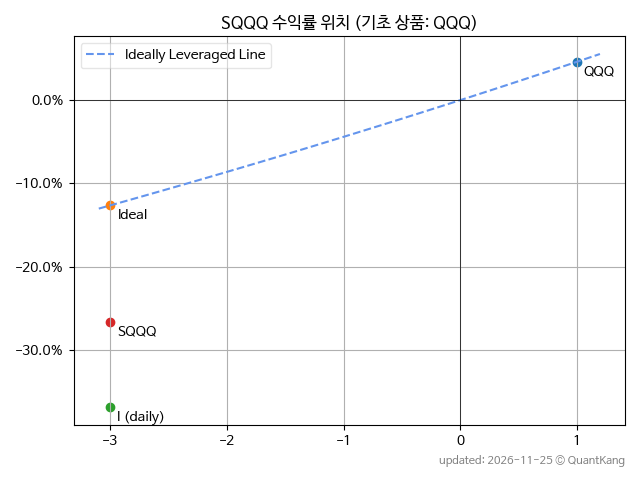 SQQQ 수익률 위치 (기초 상품: QQQ)
Ideally Leveraged Line
QQQ
0.0%
-10.0%
Ideal
-20.0%
SQQQ
-30.0%
I (daily)
-3 -2 -1 0 1
updated: 2026-11-25 © QuantKang